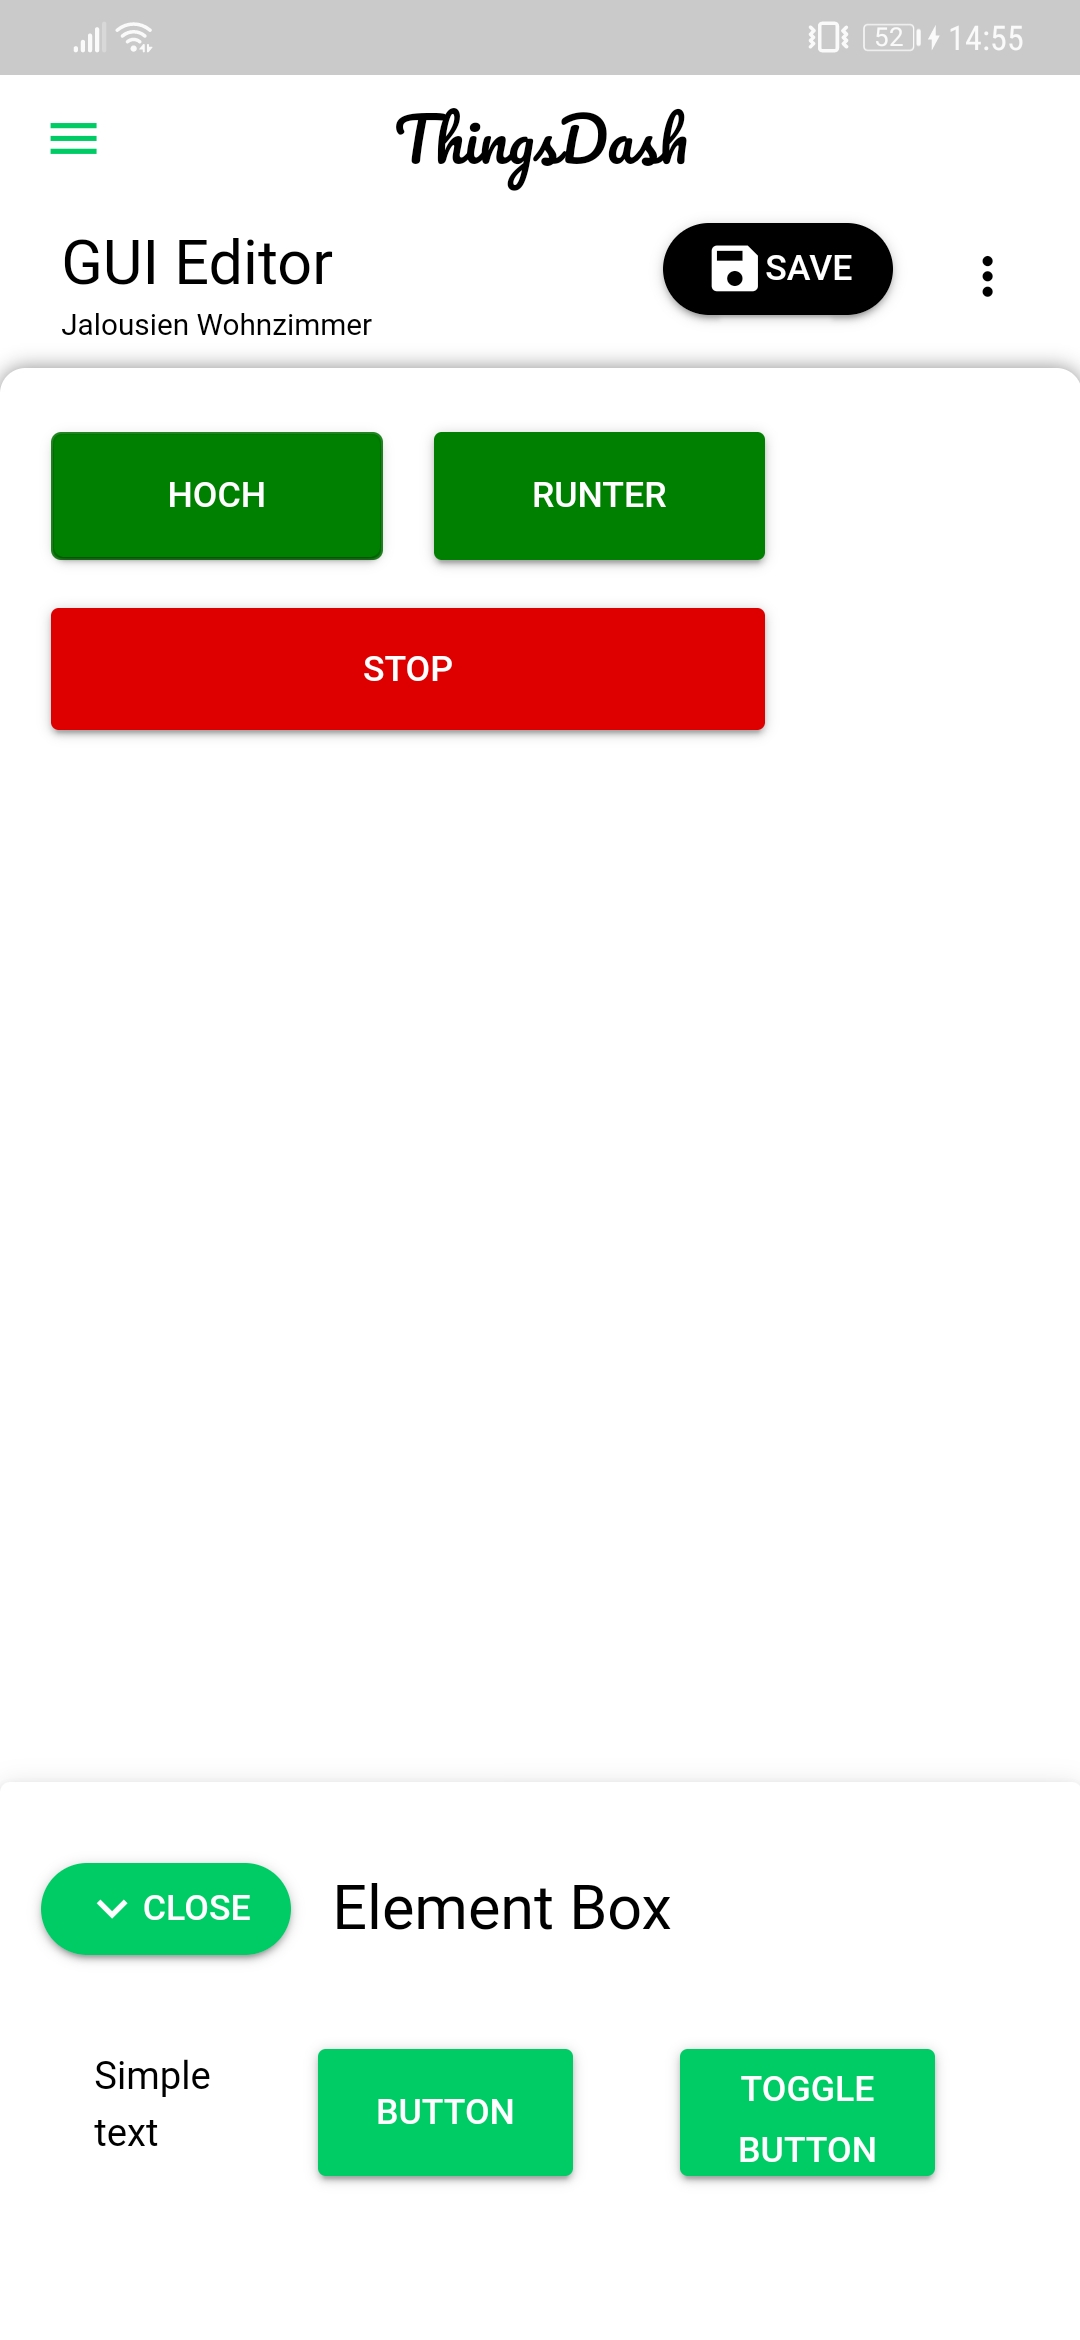 52 14:55
ThingsDash
GUI Editor
SAVE
Jalousien Wohnzimmer
HOCH
RUNTER
STOP
CLOSE
Element Box
Simple
text
BUTTON
TOGGLE
BUTTON